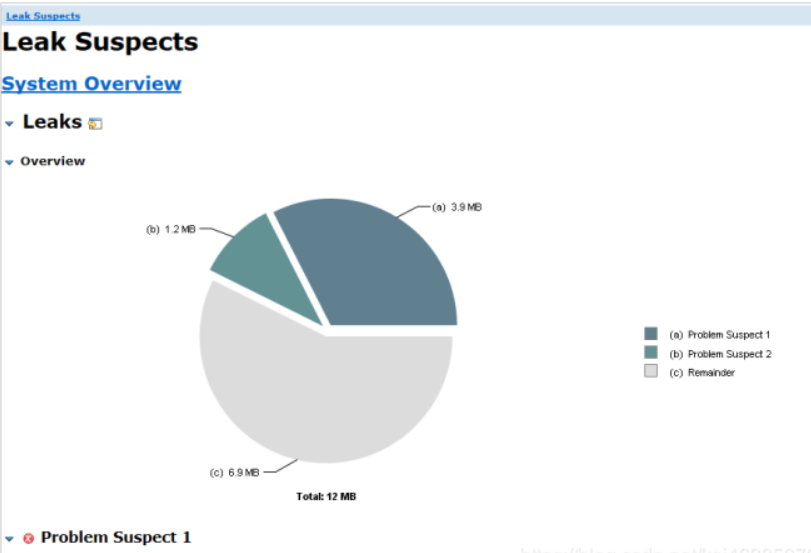 Leak Suspects
Leak Suspects
System Overview
Leaks
Overview
(a) 3.9 MB
(b) 1.2 MB
(a) Problem Suspect 1
(b) Problem Suspect 2
(c) Remainder
(c) 6.9 MB
Total: 12 MB
Problem Suspect 1